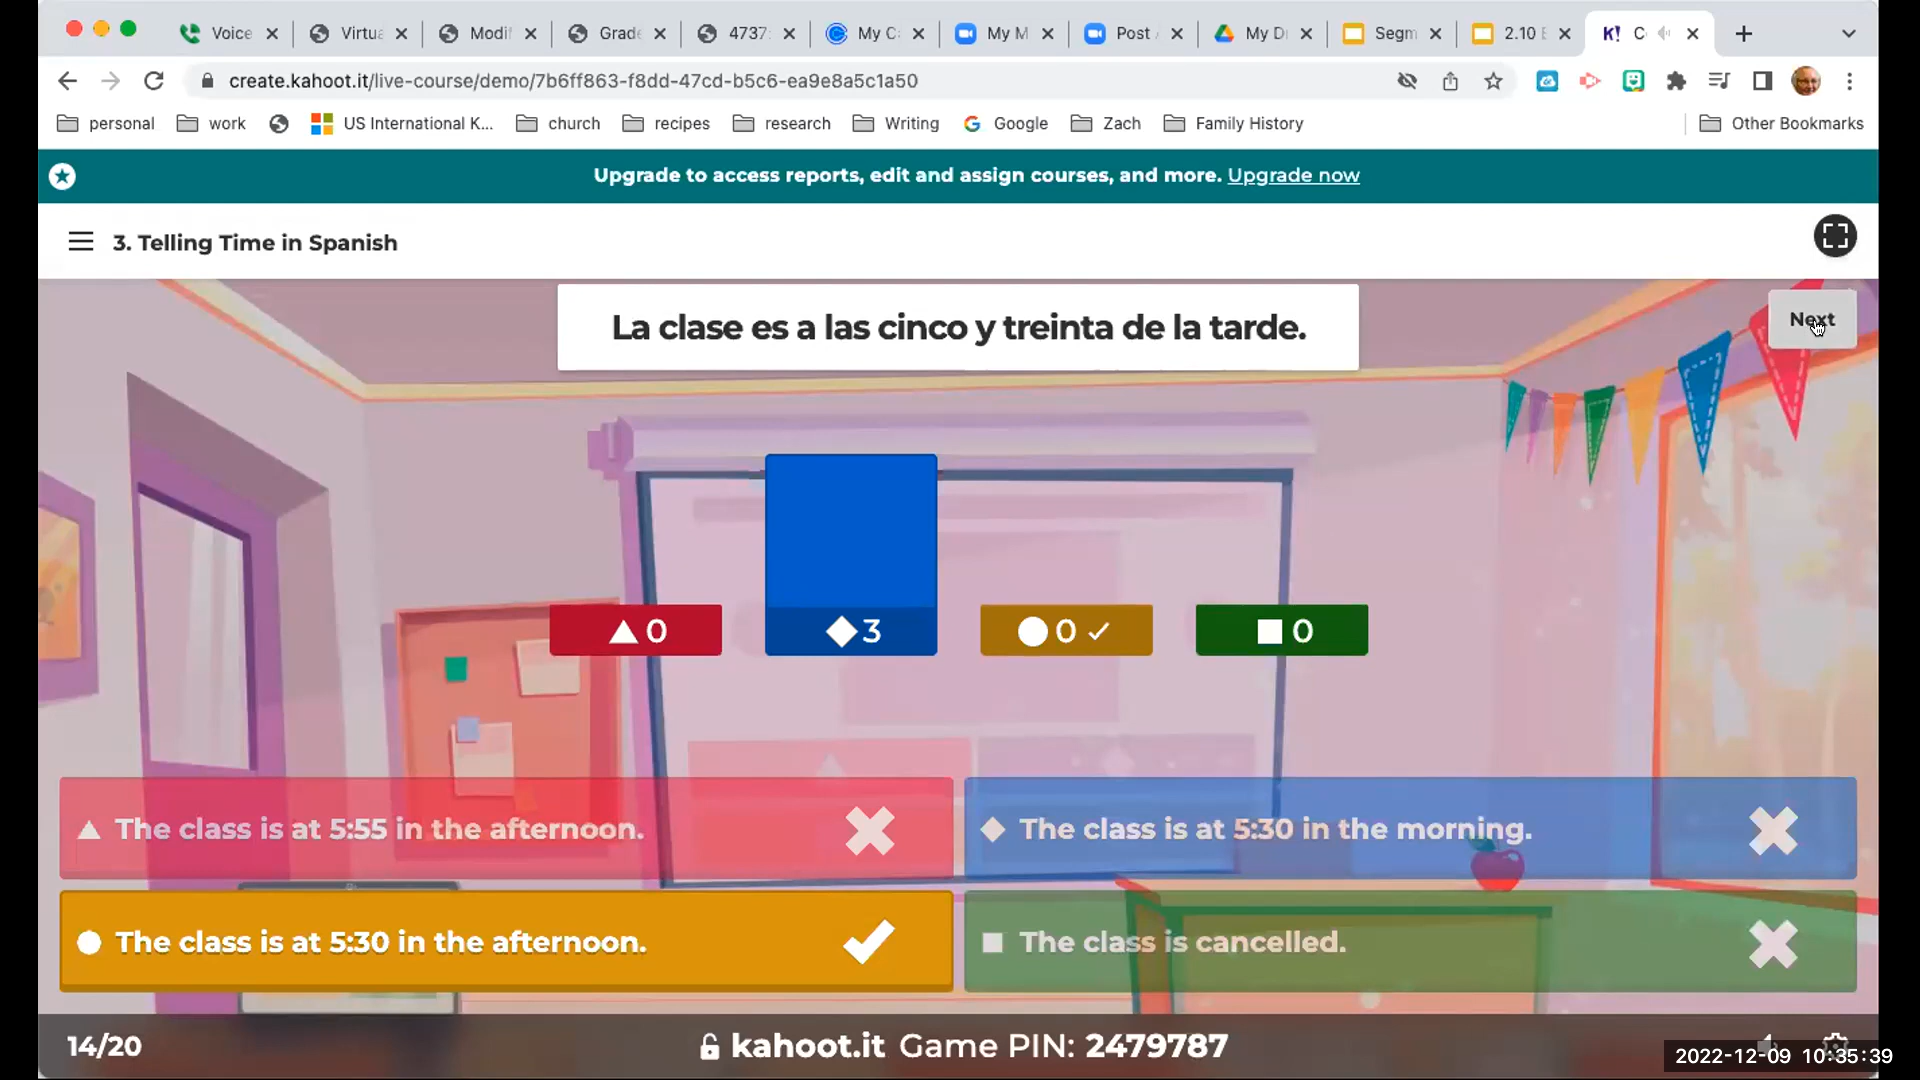 Voice
Virtua
Modif
Grade
4737
My C
My M
Post
My D
Segm
2.10 E
K! C
create.kahoot.it/live-course/demo/7b6ff863-f8dd-47cd-b5c6-ea9e8a5c1a50
personal work US International K... church recipes research Writing Google Zach Family History Other Bookmarks
Upgrade to access reports, edit and assign courses, and more. Upgrade now
3. Telling Time in Spanish
La clase es a las cinco y treinta de la tarde.
Next
0
3
0
0
The class is at 5:55 in the afternoon.
The class is at 5:30 in the morning.
The class is at 5:30 in the afternoon.
The class is cancelled.
14/20
kahoot.it Game PIN: 2479787
2022-12-09 10:35:39